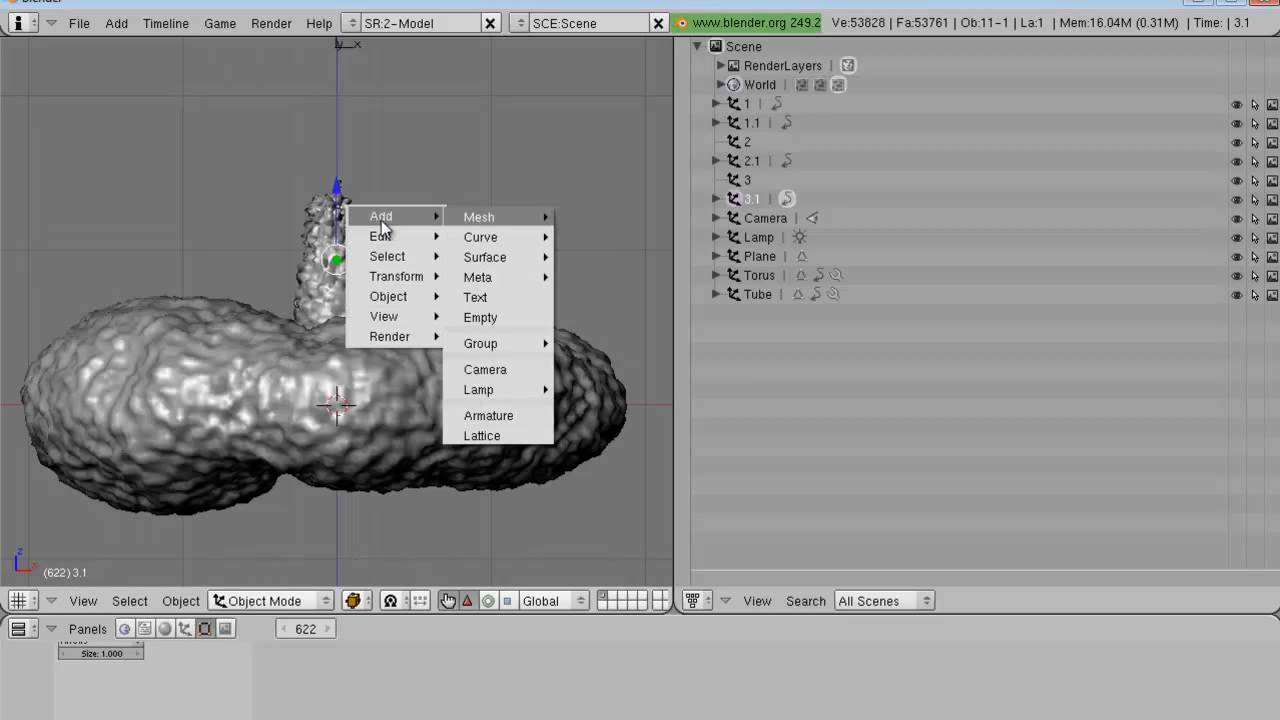 Blender
File Add Timeline Game Render Help SR:2-Model SCE:Scene www.blender.org 249.2 Ve:53828 | Fa:53761 | Ob:11-1 | La:1 | Mem:16.04M (0.31M) | Time: | 3.1
y x
Scene
RenderLayers |
World |
1 |
1.1 |
2
2.1 |
3
3.1 |
Camera |
Lamp |
Plane |
Torus |
Tube |
Add
Edit
Select
Transform
Object
View
Render
Mesh
Curve
Surface
Meta
Text
Empty
Group
Camera
Lamp
Armature
Lattice
z
x
(622) 3.1
View Select Object Object Mode Global
View Search All Scenes
Panels 622
Size: 1.000